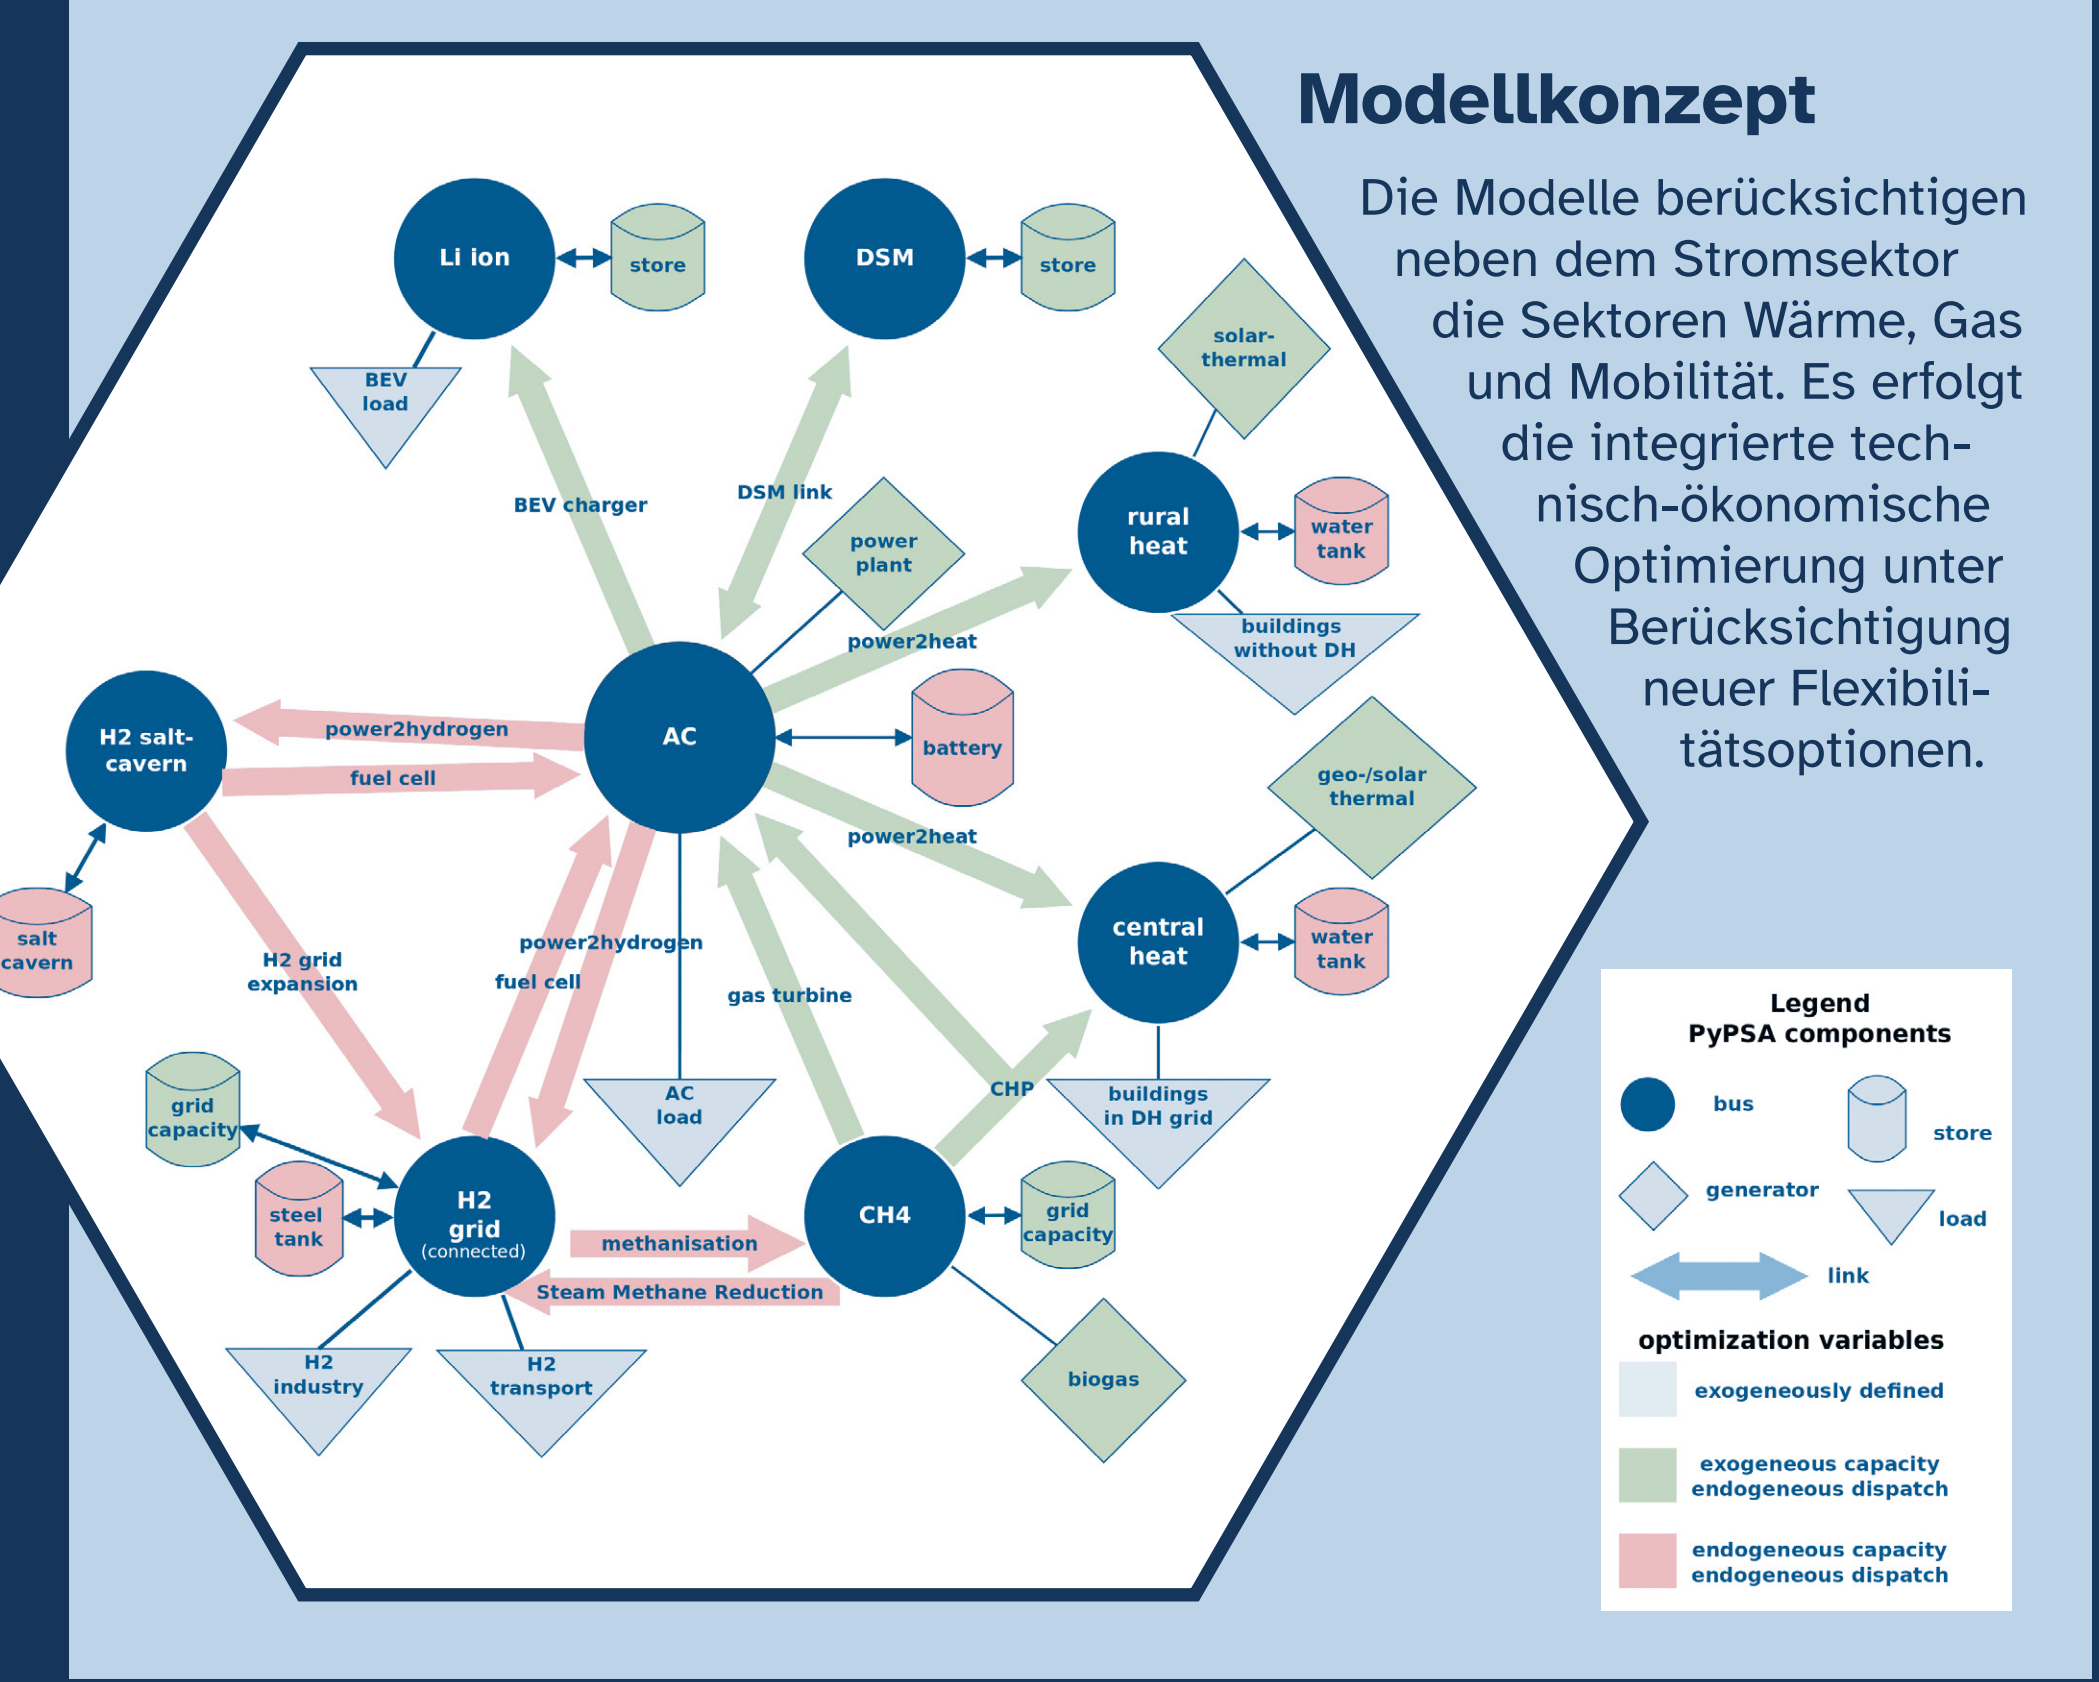 Modellkonzept
Die Modelle berücksichtigen
neben dem Stromsektor
die Sektoren Wärme, Gas
und Mobilität. Es erfolgt
die integrierte tech-
nisch-ökonomische
Optimierung unter
Berücksichtigung
neuer Flexibili-
tätsoptionen.
Li ion
store
DSM
store
BEV
load
solar-
thermal
BEV charger
DSM link
power
plant
rural
heat
water
tank
power2heat
buildings
without DH
H2 salt-
cavern
power2hydrogen
fuel cell
AC
battery
geo-/solar
thermal
power2heat
central
heat
water
tank
salt
cavern
H2 grid
expansion
power2hydrogen
fuel cell
gas turbine
CHP
AC
load
buildings
in DH grid
grid
capacity
steel
tank
H2
grid
(connected)
methanisation
Steam Methane Reduction
CH4
grid
capacity
H2
industry
H2
transport
biogas
Legend
PyPSA components
bus
store
generator
load
link
optimization variables
exogeneously defined
exogeneous capacity
endogeneous dispatch
endogeneous capacity
endogeneous dispatch